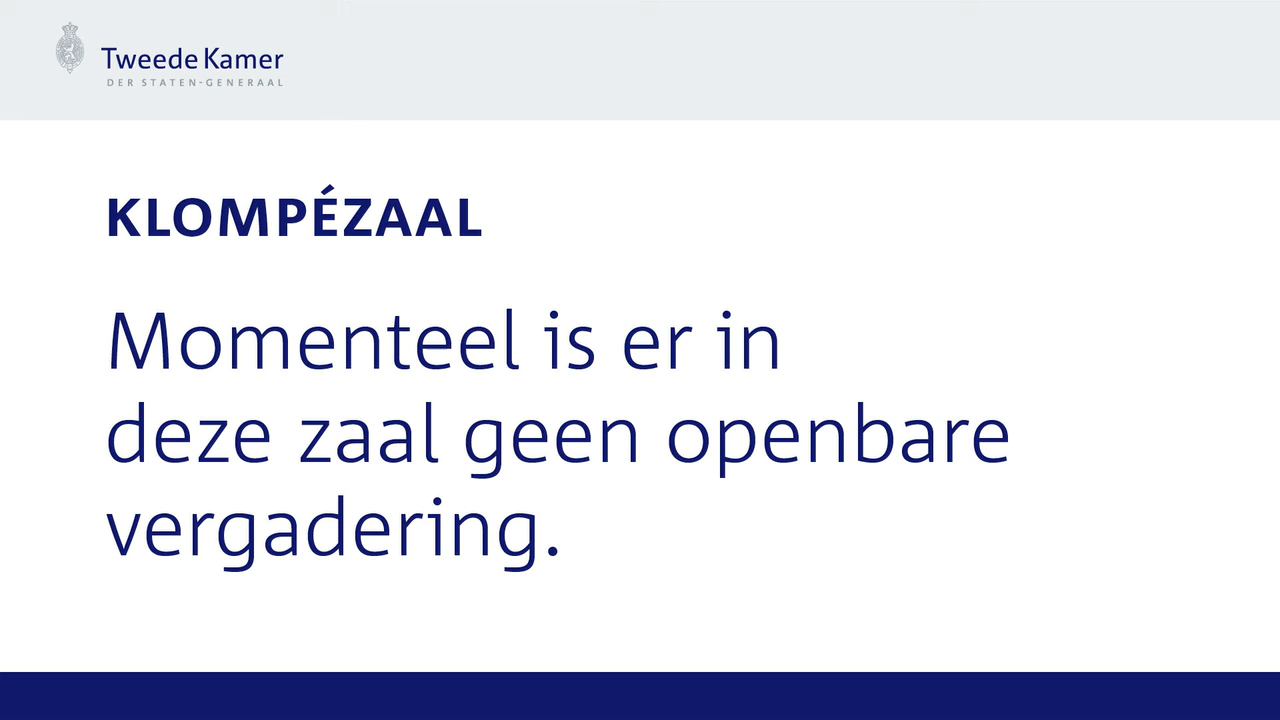 Tweede Kamer
DER STATEN-GENERAAL
KLOMPÉZAAL
Momenteel is er in
deze zaal geen openbare
vergadering.